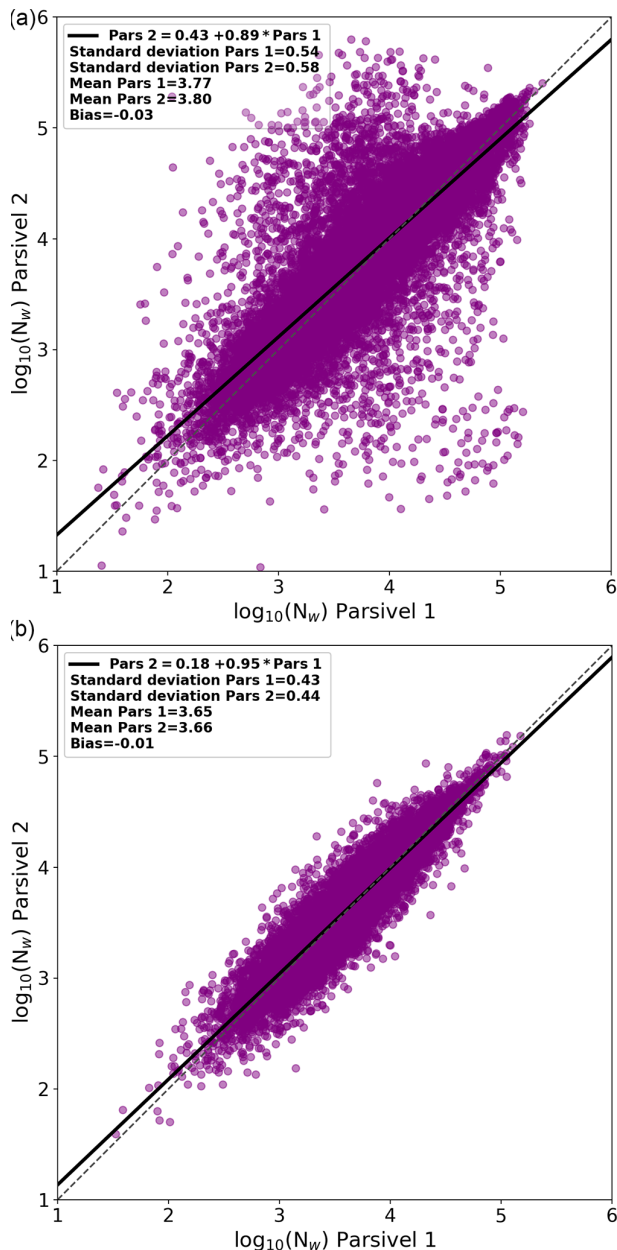 (a)
6
Pars 2 = 0.43 +0.89 * Pars 1
Standard deviation Pars 1=0.54
Standard deviation Pars 2=0.58
Mean Pars 1=3.77
Mean Pars 2=3.80
Bias=-0.03
5
4
3
2
1
log10(Nw) Parsivel 2
1 2 3 4 5 6
log10(Nw) Parsivel 1
(b)
6
Pars 2 = 0.18 +0.95 * Pars 1
Standard deviation Pars 1=0.43
Standard deviation Pars 2=0.44
Mean Pars 1=3.65
Mean Pars 2=3.66
Bias=-0.01
5
4
3
2
1
log10(Nw) Parsivel 2
1 2 3 4 5 6
log10(Nw) Parsivel 1